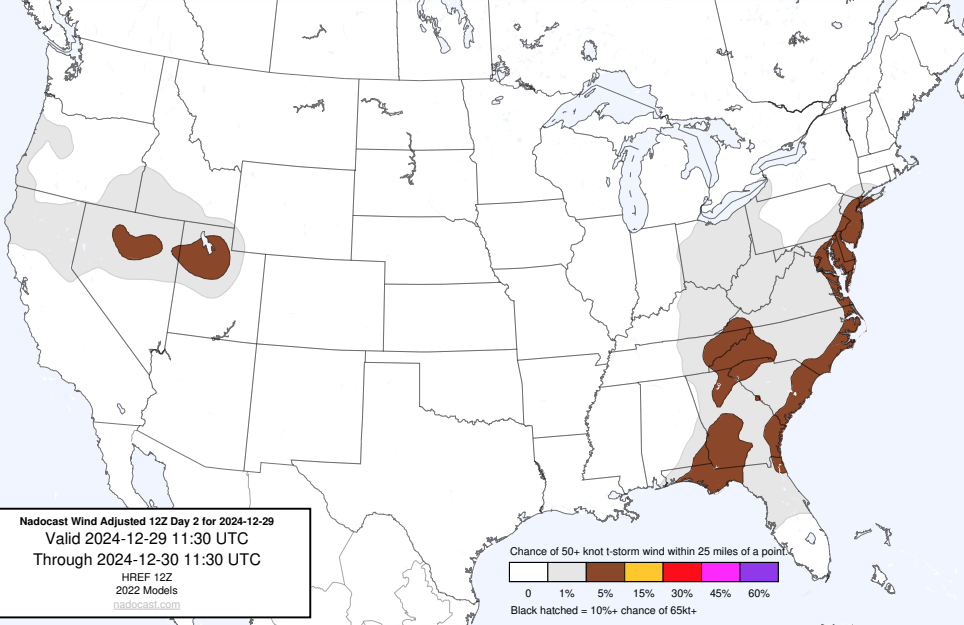 Nadocast Wind Adjusted 12Z Day 2 for 2024-12-29
Valid 2024-12-29 11:30 UTC
Through 2024-12-30 11:30 UTC
HREF 12Z
2022 Models
nadocast.com
Chance of 50+ knot t-storm wind within 25 miles of a point.
0 1% 5% 15% 30% 45% 60%
Black hatched = 10%+ chance of 65kt+